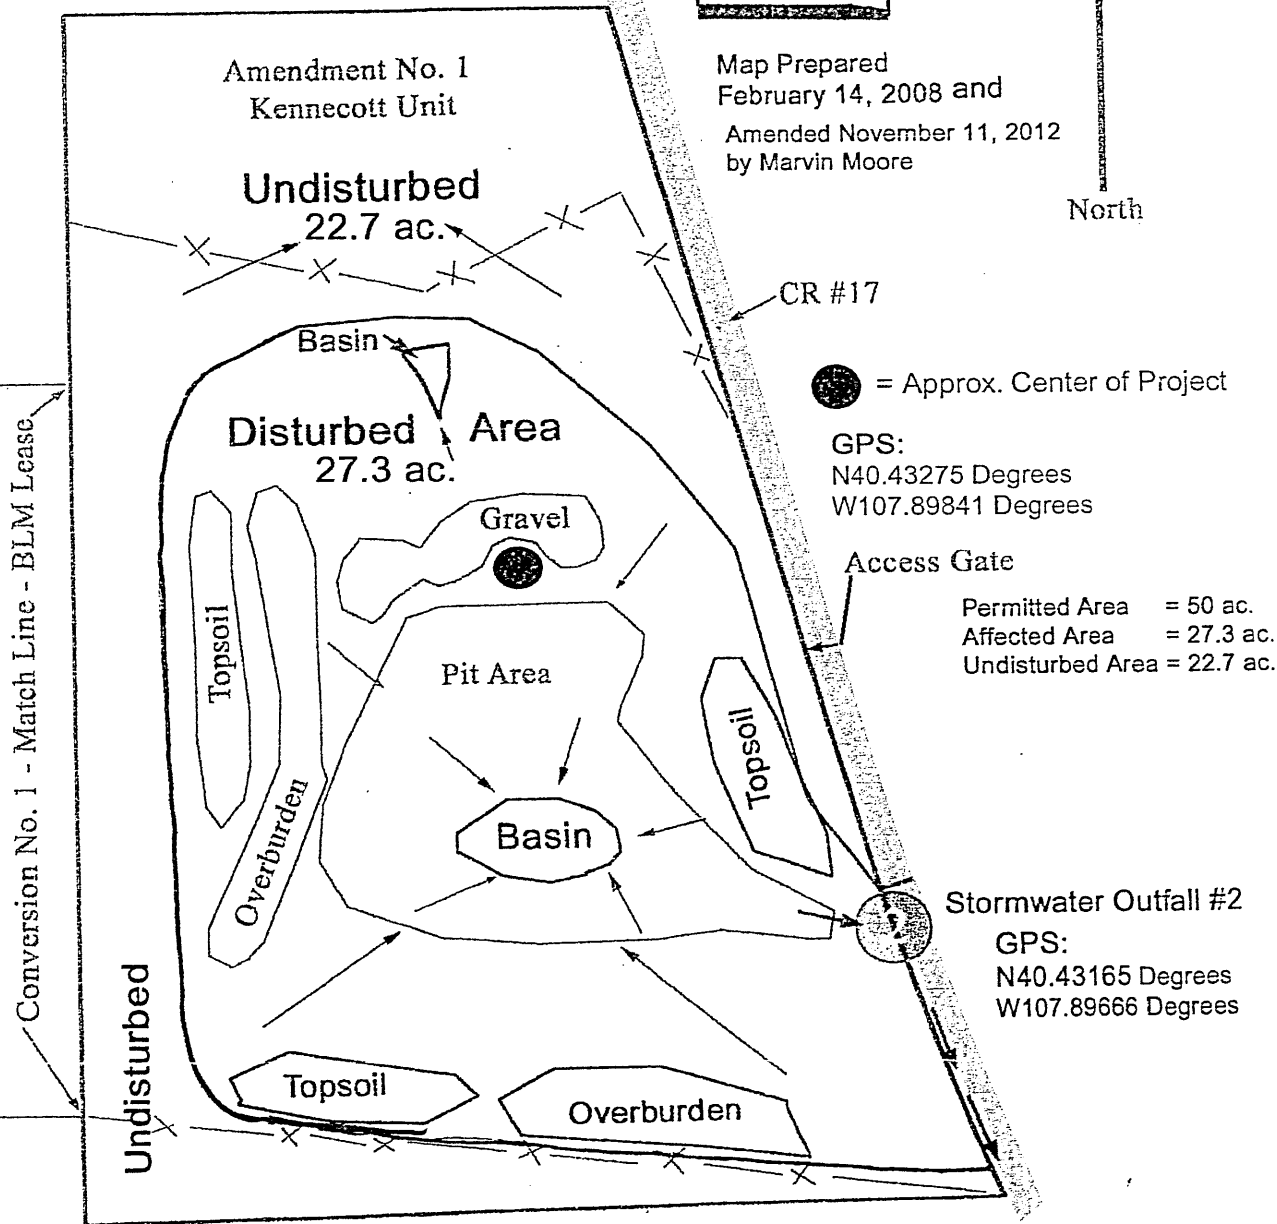 Amendment No. 1
Kennecott Unit
Map Prepared
February 14, 2008 and
Amended November 11, 2012
by Marvin Moore
North
Undisturbed
22.7 ac.
CR #17
Basin
= Approx. Center of Project
Disturbed Area
27.3 ac.
GPS:
N40.43275 Degrees
W107.89841 Degrees
Gravel
Access Gate
Permitted Area = 50 ac.
Affected Area = 27.3 ac.
Undisturbed Area = 22.7 ac.
Conversion No. 1 - Match Line - BLM Lease
Topsoil
Overburden
Pit Area
Topsoil
Basin
Stormwater Outfall #2
GPS:
N40.43165 Degrees
W107.89666 Degrees
Undisturbed
Topsoil
Overburden